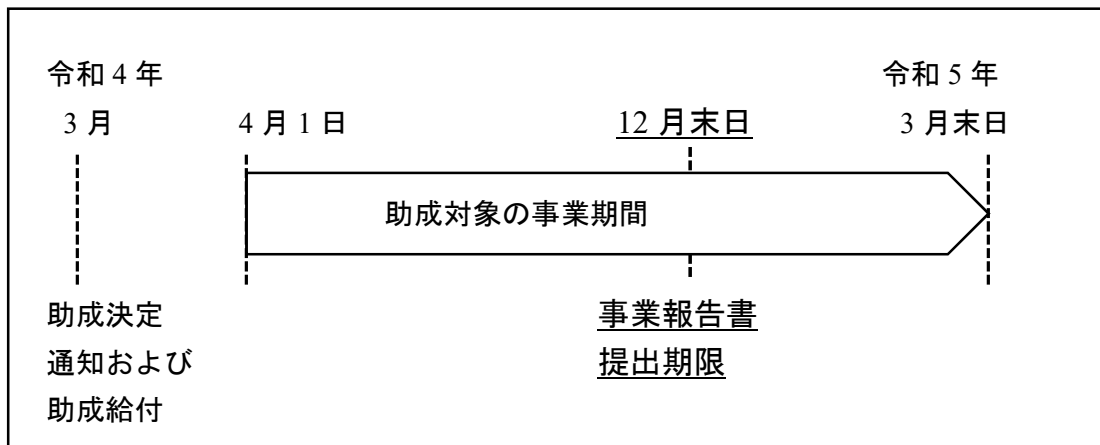 令和 4 年
令和 5 年
3 月
4 月 1 日
12 月末日
3 月末日
助成対象の事業期間
助成決定
通知および
助成給付
事業報告書
提出期限